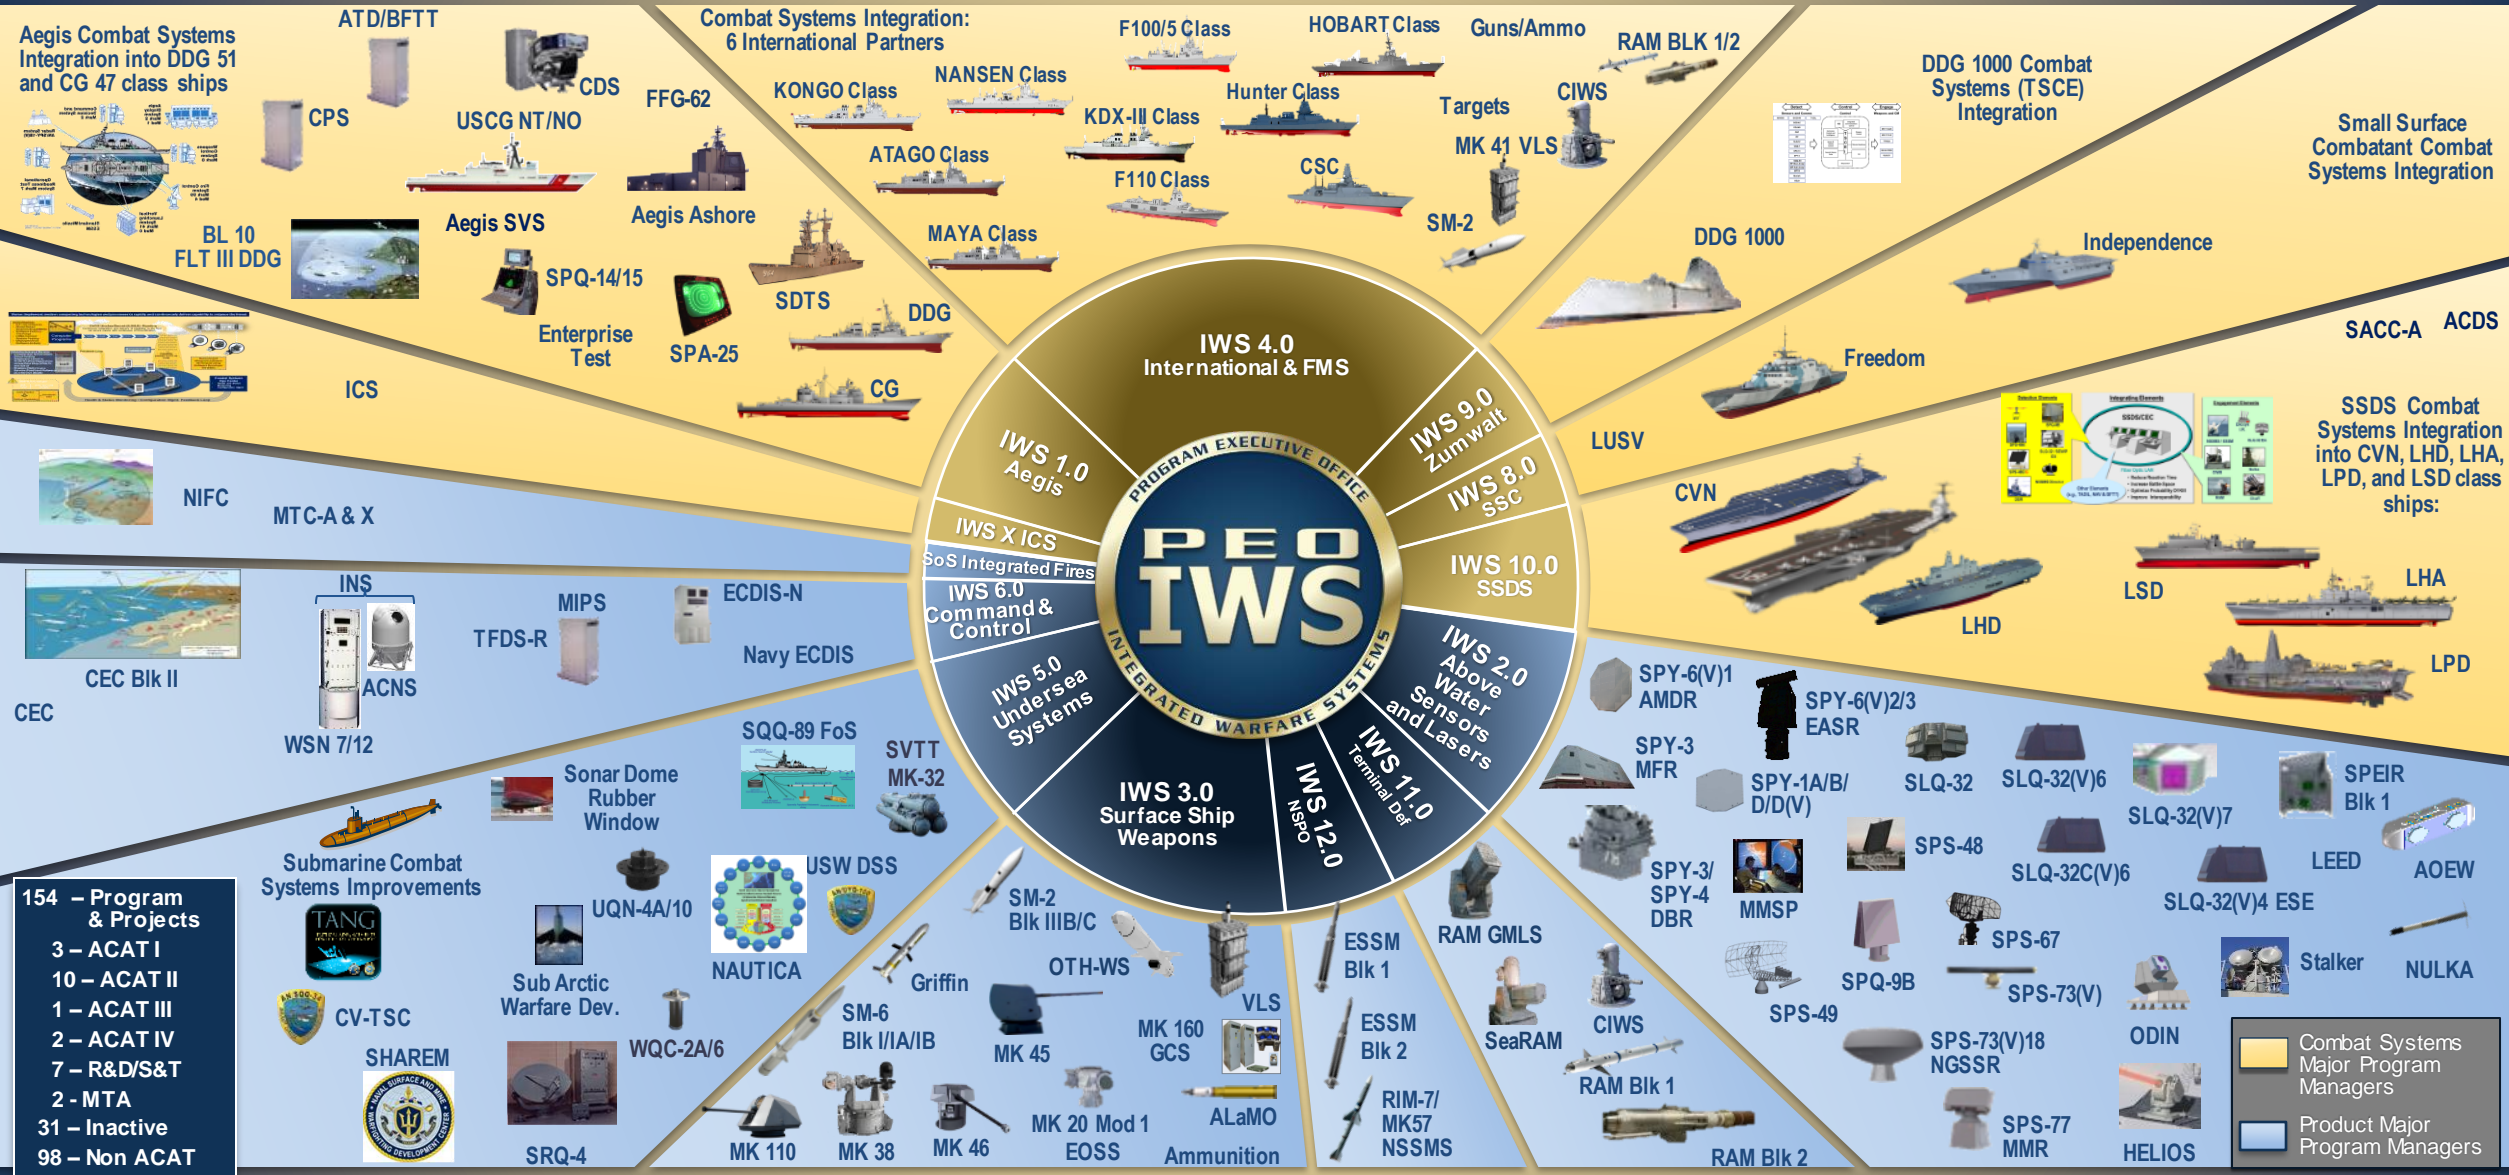 Aegis Combat Systems
Integration into DDG 51
and CG 47 class ships
ATD/BFTT
CPS
CDS
USCG NT/NO
FFG-62
Aegis Ashore
Aegis SVS
BL 10
FLT III DDG
SPQ-14/15
Enterprise
Test
SPA-25
SDTS
DDG
CG
ICS
Combat Systems Integration:
6 International Partners
KONGO Class
NANSEN Class
F100/5 Class
HOBART Class
Guns/Ammo
RAM BLK 1/2
CIWS
Targets
Hunter Class
KDX-III Class
ATAGO Class
F110 Class
CSC
MK 41 VLS
SM-2
MAYA Class
DDG 1000 Combat
Systems (TSCE)
Integration
Detect
Control
Engage
DDG 1000
Small Surface
Combatant Combat
Systems Integration
Independence
Freedom
LUSV
SACC-A
ACDS
SSDS Combat
Systems Integration
into CVN, LHD, LHA,
LPD, and LSD class
ships:
Integrating Elements
SSDS/CEC
CVN
LHD
LSD
LHA
LPD
NIFC
MTC-A & X
CEC Blk II
CEC
INS
ACNS
WSN 7/12
TFDS-R
MIPS
ECDIS-N
Navy ECDIS
IWS 4.0
International & FMS
IWS 1.0
Aegis
IWS X ICS
SoS Integrated Fires
IWS 6.0
Command &
Control
IWS 5.0
Undersea
Systems
IWS 3.0
Surface Ship
Weapons
IWS 12.0
NSPO
IWS 11.0
Terminal Def
IWS 2.0
Above
Water
Sensors
and Lasers
IWS 10.0
SSDS
IWS 8.0
SSC
IWS 9.0
Zumwalt
PROGRAM EXECUTIVE OFFICE
PEO
IWS
INTEGRATED WARFARE SYSTEMS
SQQ-89 FoS
SVTT
MK-32
Sonar Dome
Rubber
Window
Submarine Combat
Systems Improvements
TANG
UQN-4A/10
USW DSS
NAUTICA
Sub Arctic
Warfare Dev.
CV-TSC
SHAREM
NAVAL SURFACE AND MINE
WARFIGHTING DEVELOPMENT CENTER
WQC-2A/6
SRQ-4
SM-2
Blk IIIB/C
Griffin
OTH-WS
VLS
SM-6
Blk I/IA/IB
MK 45
MK 160
GCS
MK 110
MK 38
MK 46
MK 20 Mod 1
EOSS
ALaMO
Ammunition
ESSM
Blk 1
ESSM
Blk 2
RIM-7/
MK57
NSSMS
RAM GMLS
SeaRAM
CIWS
RAM Blk 1
RAM Blk 2
SPY-6(V)1
AMDR
SPY-6(V)2/3
EASR
SPY-3
MFR
SPY-1A/B/
D/D(V)
SLQ-32
SLQ-32(V)6
SLQ-32(V)7
SPEIR
Blk 1
SPY-3/
SPY-4
DBR
MMSP
SPS-48
SLQ-32C(V)6
LEED
AOEW
SLQ-32(V)4 ESE
SPS-67
SPS-49
SPQ-9B
SPS-73(V)
Stalker
NULKA
ODIN
SPS-73(V)18
NGSSR
SPS-77
MMR
HELIOS
154 – Program
& Projects
3 – ACAT I
10 – ACAT II
1 – ACAT III
2 – ACAT IV
7 – R&D/S&T
2 - MTA
31 – Inactive
98 – Non ACAT
Combat Systems
Major Program
Managers
Product Major
Program Managers